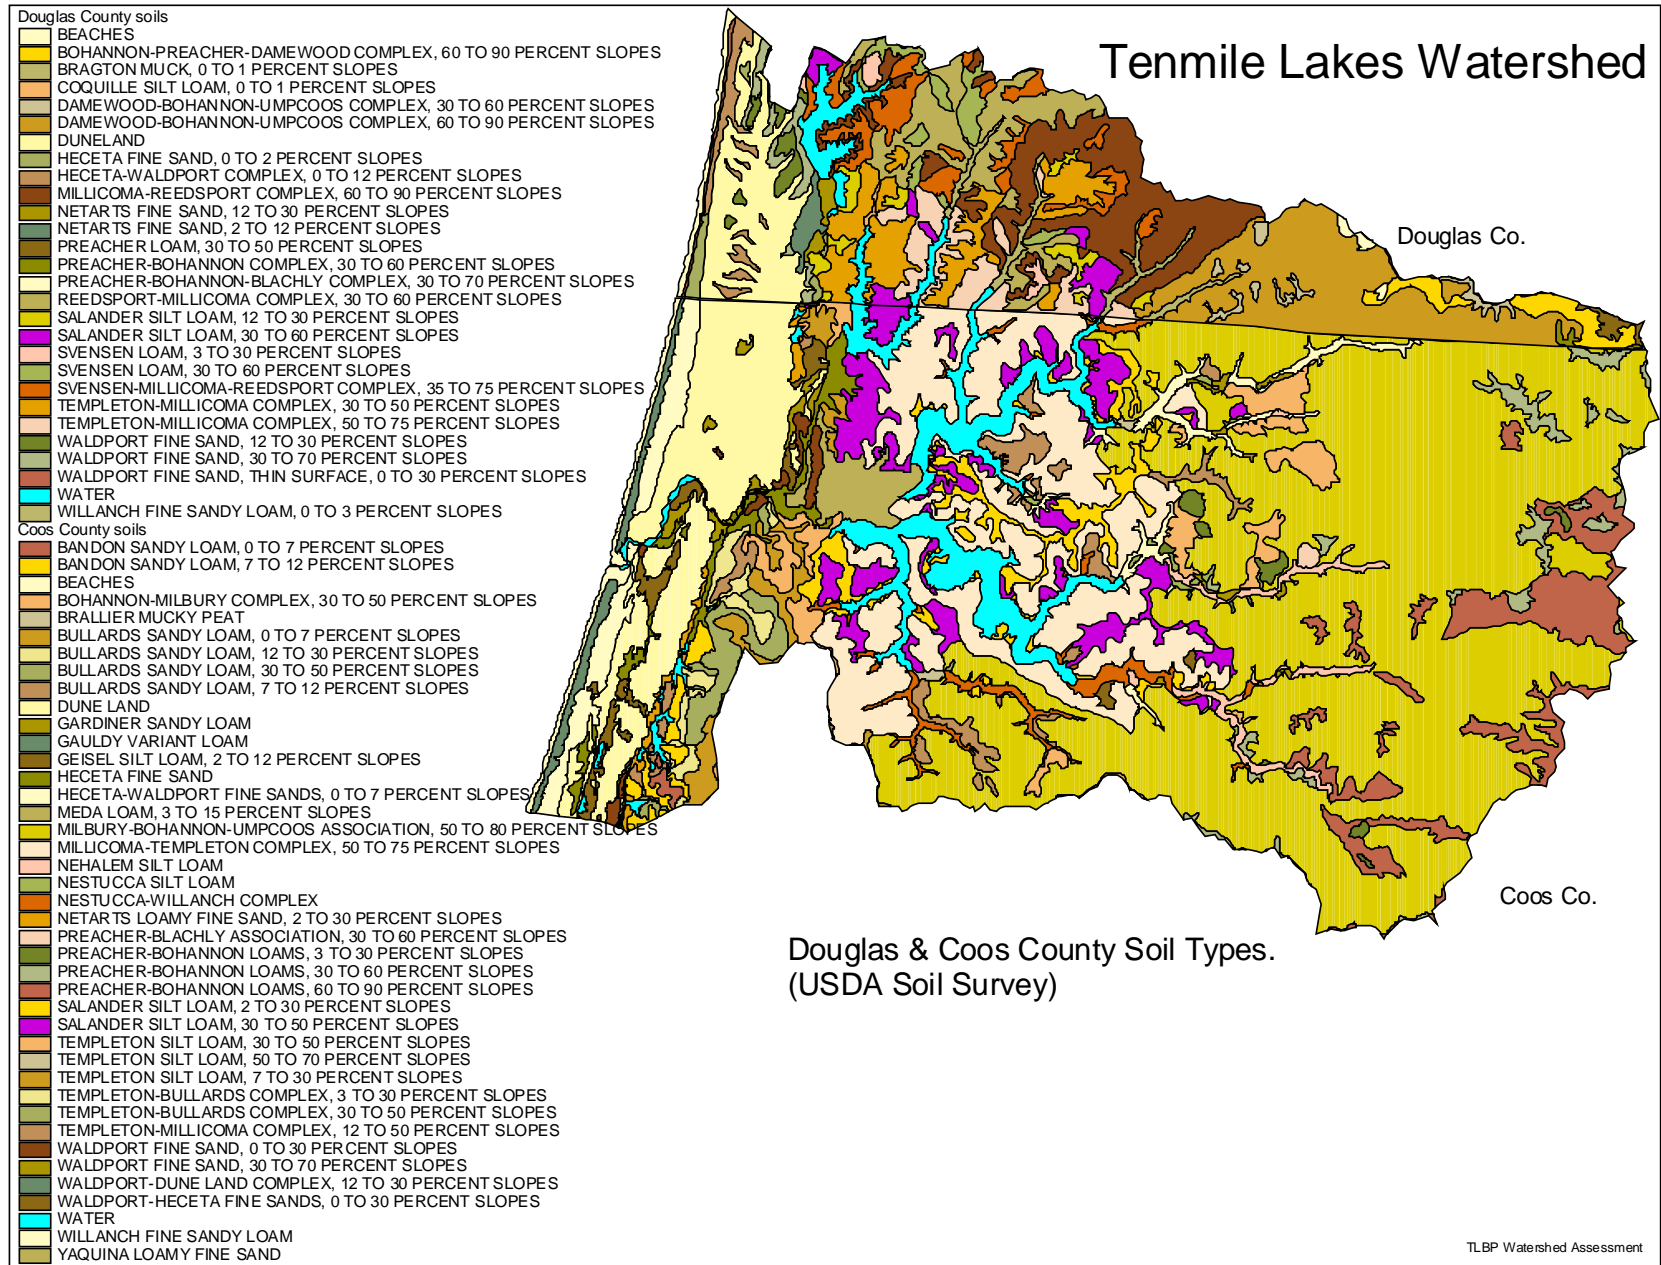 Tenmile Lakes Watershed
Douglas County soils
BEACHES
BOHANNON-PREACHER-DAMEWOOD COMPLEX, 60 TO 90 PERCENT SLOPES
BRAGTON MUCK, 0 TO 1 PERCENT SLOPES
COQUILLE SILT LOAM, 0 TO 1 PERCENT SLOPES
DAMEWOOD-BOHANNON-UMPCOOS COMPLEX, 30 TO 60 PERCENT SLOPES
DAMEWOOD-BOHANNON-UMPCOOS COMPLEX, 60 TO 90 PERCENT SLOPES
DUNELAND
HECETA FINE SAND, 0 TO 2 PERCENT SLOPES
HECETA-WALDPORT COMPLEX, 0 TO 12 PERCENT SLOPES
MILLICOMA-REEDSPORT COMPLEX, 60 TO 90 PERCENT SLOPES
NETARTS FINE SAND, 12 TO 30 PERCENT SLOPES
NETARTS FINE SAND, 2 TO 12 PERCENT SLOPES
PREACHER LOAM, 30 TO 50 PERCENT SLOPES
PREACHER-BOHANNON COMPLEX, 30 TO 60 PERCENT SLOPES
PREACHER-BOHANNON-BLACHLY COMPLEX, 30 TO 70 PERCENT SLOPES
REEDSPORT-MILLICOMA COMPLEX, 30 TO 60 PERCENT SLOPES
SALANDER SILT LOAM, 12 TO 30 PERCENT SLOPES
SALANDER SILT LOAM, 30 TO 60 PERCENT SLOPES
SVENSEN LOAM, 3 TO 30 PERCENT SLOPES
SVENSEN LOAM, 30 TO 60 PERCENT SLOPES
SVENSEN-MILLICOMA-REEDSPORT COMPLEX, 35 TO 75 PERCENT SLOPES
TEMPLETON-MILLICOMA COMPLEX, 30 TO 50 PERCENT SLOPES
TEMPLETON-MILLICOMA COMPLEX, 50 TO 75 PERCENT SLOPES
WALDPORT FINE SAND, 12 TO 30 PERCENT SLOPES
WALDPORT FINE SAND, 30 TO 70 PERCENT SLOPES
WALDPORT FINE SAND, THIN SURFACE, 0 TO 30 PERCENT SLOPES
WATER
WILLANCH FINE SANDY LOAM, 0 TO 3 PERCENT SLOPES
Coos County soils
BANDON SANDY LOAM, 0 TO 7 PERCENT SLOPES
BANDON SANDY LOAM, 7 TO 12 PERCENT SLOPES
BEACHES
BOHANNON-MILBURY COMPLEX, 30 TO 50 PERCENT SLOPES
BRALLIER MUCKY PEAT
BULLARDS SANDY LOAM, 0 TO 7 PERCENT SLOPES
BULLARDS SANDY LOAM, 12 TO 30 PERCENT SLOPES
BULLARDS SANDY LOAM, 30 TO 50 PERCENT SLOPES
BULLARDS SANDY LOAM, 7 TO 12 PERCENT SLOPES
DUNE LAND
GARDINER SANDY LOAM
GAULDY VARIANT LOAM
GEISEL SILT LOAM, 2 TO 12 PERCENT SLOPES
HECETA FINE SAND
HECETA-WALDPORT FINE SANDS, 0 TO 7 PERCENT SLOPES
MEDA LOAM, 3 TO 15 PERCENT SLOPES
MILBURY-BOHANNON-UMPCOOS ASSOCIATION, 50 TO 80 PERCENT SLOPES
MILLICOMA-TEMPLETON COMPLEX, 50 TO 75 PERCENT SLOPES
NEHALEM SILT LOAM
NESTUCCA SILT LOAM
NESTUCCA-WILLANCH COMPLEX
NETARTS LOAMY FINE SAND, 2 TO 30 PERCENT SLOPES
PREACHER-BLACHLY ASSOCIATION, 30 TO 60 PERCENT SLOPES
PREACHER-BOHANNON LOAMS, 3 TO 30 PERCENT SLOPES
PREACHER-BOHANNON LOAMS, 30 TO 60 PERCENT SLOPES
PREACHER-BOHANNON LOAMS, 60 TO 90 PERCENT SLOPES
SALANDER SILT LOAM, 2 TO 30 PERCENT SLOPES
SALANDER SILT LOAM, 30 TO 50 PERCENT SLOPES
TEMPLETON SILT LOAM, 30 TO 50 PERCENT SLOPES
TEMPLETON SILT LOAM, 50 TO 70 PERCENT SLOPES
TEMPLETON SILT LOAM, 7 TO 30 PERCENT SLOPES
TEMPLETON-BULLARDS COMPLEX, 3 TO 30 PERCENT SLOPES
TEMPLETON-BULLARDS COMPLEX, 30 TO 50 PERCENT SLOPES
TEMPLETON-MILLICOMA COMPLEX, 12 TO 50 PERCENT SLOPES
WALDPORT FINE SAND, 0 TO 30 PERCENT SLOPES
WALDPORT FINE SAND, 30 TO 70 PERCENT SLOPES
WALDPORT-DUNE LAND COMPLEX, 12 TO 30 PERCENT SLOPES
WALDPORT-HECETA FINE SANDS, 0 TO 30 PERCENT SLOPES
WATER
WILLANCH FINE SANDY LOAM
YAQUINA LOAMY FINE SAND
Douglas Co.
Coos Co.
Douglas & Coos County Soil Types.
(USDA Soil Survey)
TLBP Watershed Assessment